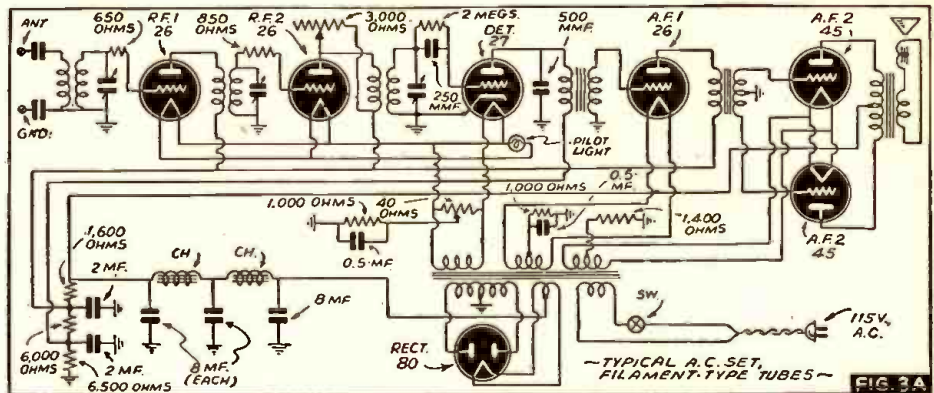 ANT
650
OHMS
R.F.1
26
850
OHMS
R.F.2
26
3,000
OHMS
2 MEGS.
DET.
27
500
MMF.
A.F.1
26
A.F.2
45
GND.
250
MMF.
PILOT
LIGHT
1,000 OHMS
40
OHMS
0.5-MF.
1,000 OHMS
0.5-
MF.
1,400
OHMS
A.F.2
45
1,600
OHMS
2 MF.
CH.
CH.
8 MF.
6,000
OHMS
2 MF.
6,500 OHMS
8 MF.
(EACH)
RECT.
80
SW.
115V.
A.C.
~TYPICAL A.C. SET,
FILAMENT-TYPE TUBES~
FIG. 3A